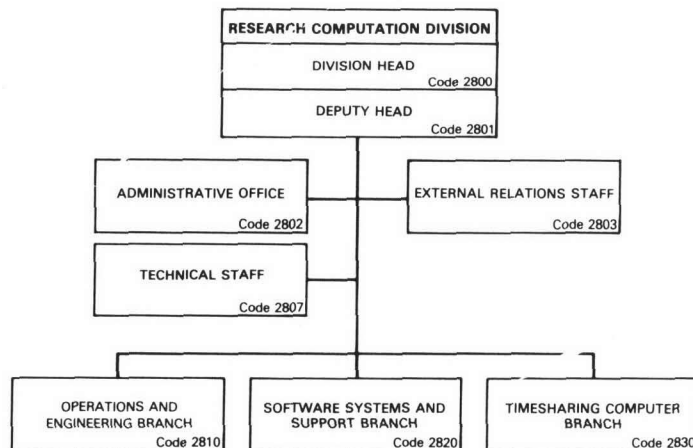 RESEARCH COMPUTATION DIVISION
DIVISION HEAD
Code 2800
DEPUTY HEAD
Code 2801
ADMINISTRATIVE OFFICE
Code 2802
EXTERNAL RELATIONS STAFF
Code 2803
TECHNICAL STAFF
Code 2807
OPERATIONS AND
ENGINEERING BRANCH
Code 2810
SOFTWARE SYSTEMS AND
SUPPORT BRANCH
Code 2820
TIMESHARING COMPUTER
BRANCH
Code 2830